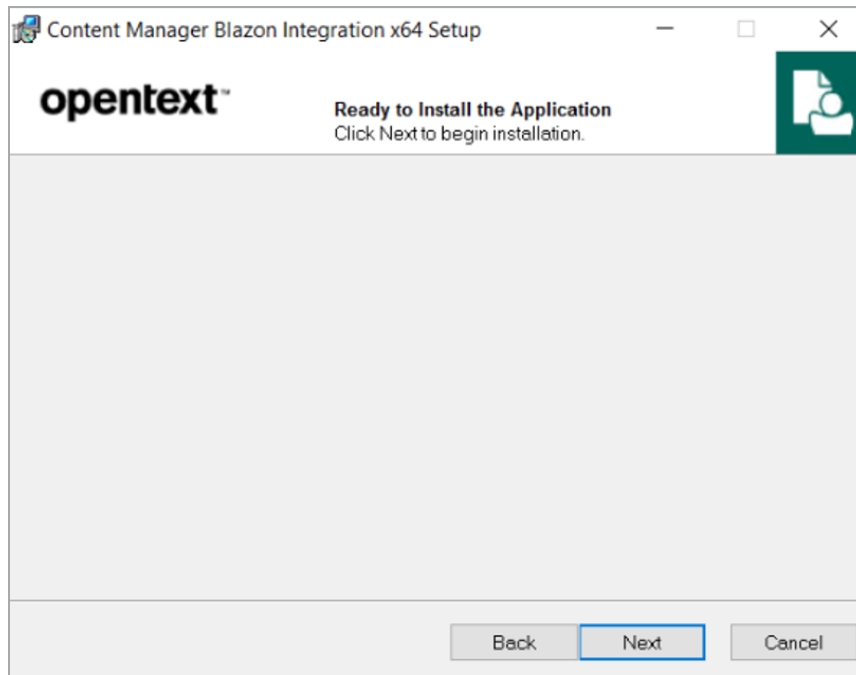 Content Manager Blazon Integration x64 Setup
opentext™
Ready to Install the Application
Click Next to begin installation.
Back
Next
Cancel